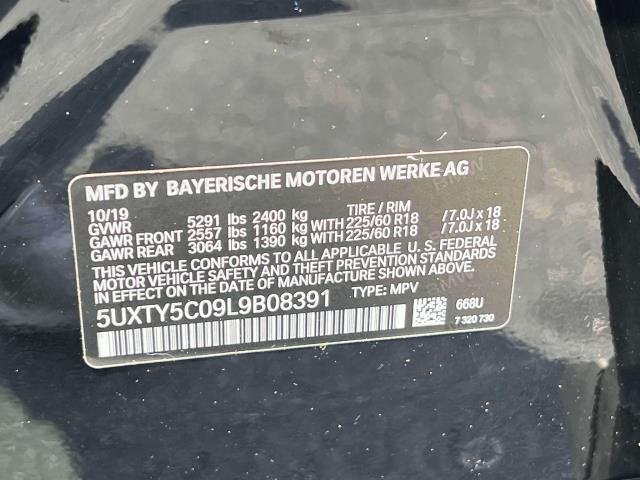 MFD BY BAYERISCHE MOTOREN WERKE AG
10/19 TIRE / RIM
GVWR 5291 lbs 2400 kg
GAWR FRONT 2557 lbs 1160 kg WITH 225/60 R18 /7.0J x 18
GAWR REAR 3064 lbs 1390 kg WITH 225/60 R18 /7.0J x 18
THIS VEHICLE CONFORMS TO ALL APPLICABLE U. S. FEDERAL
MOTOR VEHICLE SAFETY AND THEFT PREVENTION STANDARDS
IN EFFECT ON THE DATE OF MANUFACTURE SHOWN ABOVE.
5UXTY5C09L9B08391 TYPE: MPV
668U
7 320 730